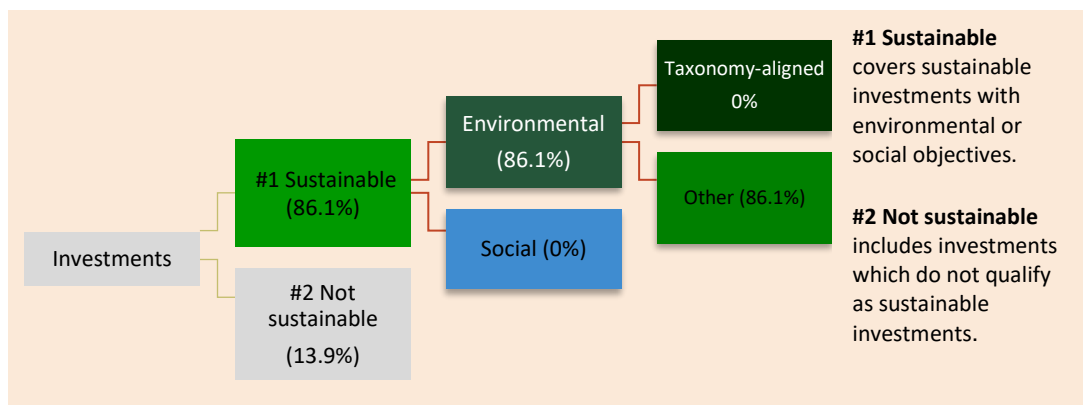 Investments
#1 Sustainable
(86.1%)
#2 Not
sustainable
(13.9%)
Environmental
(86.1%)
Social (0%)
Taxonomy-aligned
0%
Other (86.1%)
#1 Sustainable
covers sustainable
investments with
environmental or
social objectives.
#2 Not sustainable
includes investments
which do not qualify
as sustainable
investments.